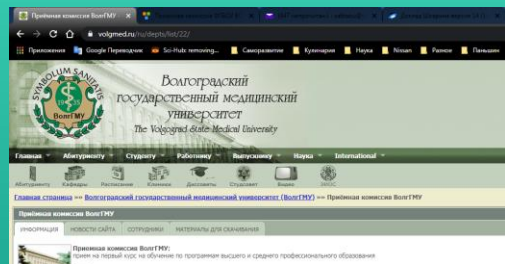 Приёмная комиссия ВолгГМУ
volgmed.ru/ru/depts/list/22/
Приложения Google Переводчик Sci-Hub: removing... Саморазвитие Кулинария Наука Nissan Разное Паньшин
SYMBOLUM SANITATIS
1935
ВолгГМУ
Волгоградский
государственный медицинский
университет
The Volgograd State Medical University
Главная Абитуриенту Студенту Работнику Выпускнику Наука International
Абитуриенту Кафедры Расписание Клиники Диссоветы Студсовет Видео ЭИОС
Главная страница »» Волгоградский государственный медицинский университет (ВолгГМУ) »» Приёмная комиссия ВолгГМУ
Приёмная комиссия ВолгГМУ
ИНФОРМАЦИЯ НОВОСТИ САЙТА СОТРУДНИКИ МАТЕРИАЛЫ ДЛЯ СКАЧИВАНИЯ
Приемная комиссия ВолгГМУ:
прием на первый курс на обучение по программам высшего и среднего профессионального образования